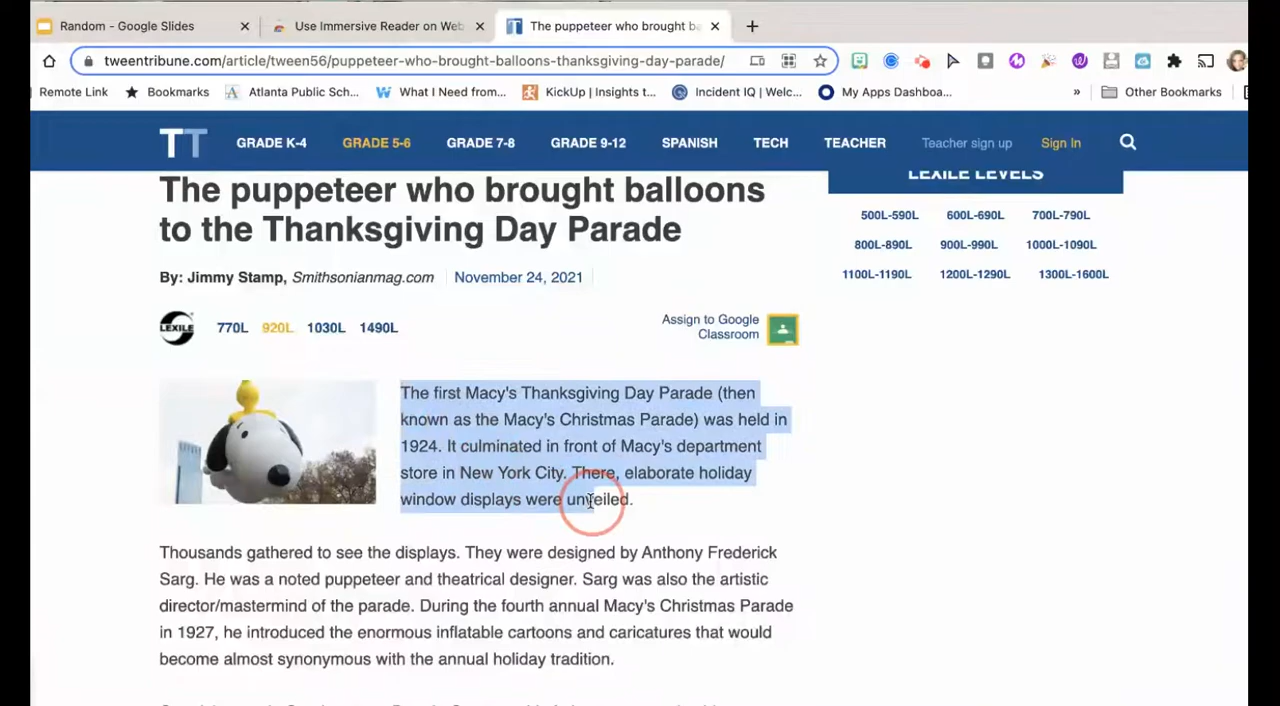 Random - Google Slides
Use Immersive Reader on Web
The puppeteer who brought ba
tweentribune.com/article/tween56/puppeteer-who-brought-balloons-thanksgiving-day-parade/
Remote Link
Bookmarks
Atlanta Public Sch...
What I Need from...
KickUp | Insights t...
Incident IQ | Welc...
My Apps Dashboa...
»
Other Bookmarks
TT
GRADE K-4
GRADE 5-6
GRADE 7-8
GRADE 9-12
SPANISH
TECH
TEACHER
Teacher sign up
Sign In
The puppeteer who brought balloons
to the Thanksgiving Day Parade
By: Jimmy Stamp, Smithsonianmag.com
November 24, 2021
LEXILE
770L
920L
1030L
1490L
Assign to Google
Classroom
The first Macy's Thanksgiving Day Parade (then
known as the Macy's Christmas Parade) was held in
1924. It culminated in front of Macy's department
store in New York City. There, elaborate holiday
window displays were unveiled.
Thousands gathered to see the displays. They were designed by Anthony Frederick
Sarg. He was a noted puppeteer and theatrical designer. Sarg was also the artistic
director/mastermind of the parade. During the fourth annual Macy's Christmas Parade
in 1927, he introduced the enormous inflatable cartoons and caricatures that would
become almost synonymous with the annual holiday tradition.
LEXILE LEVELS
500L-590L 600L-690L 700L-790L
800L-890L 900L-990L 1000L-1090L
1100L-1190L 1200L-1290L 1300L-1600L